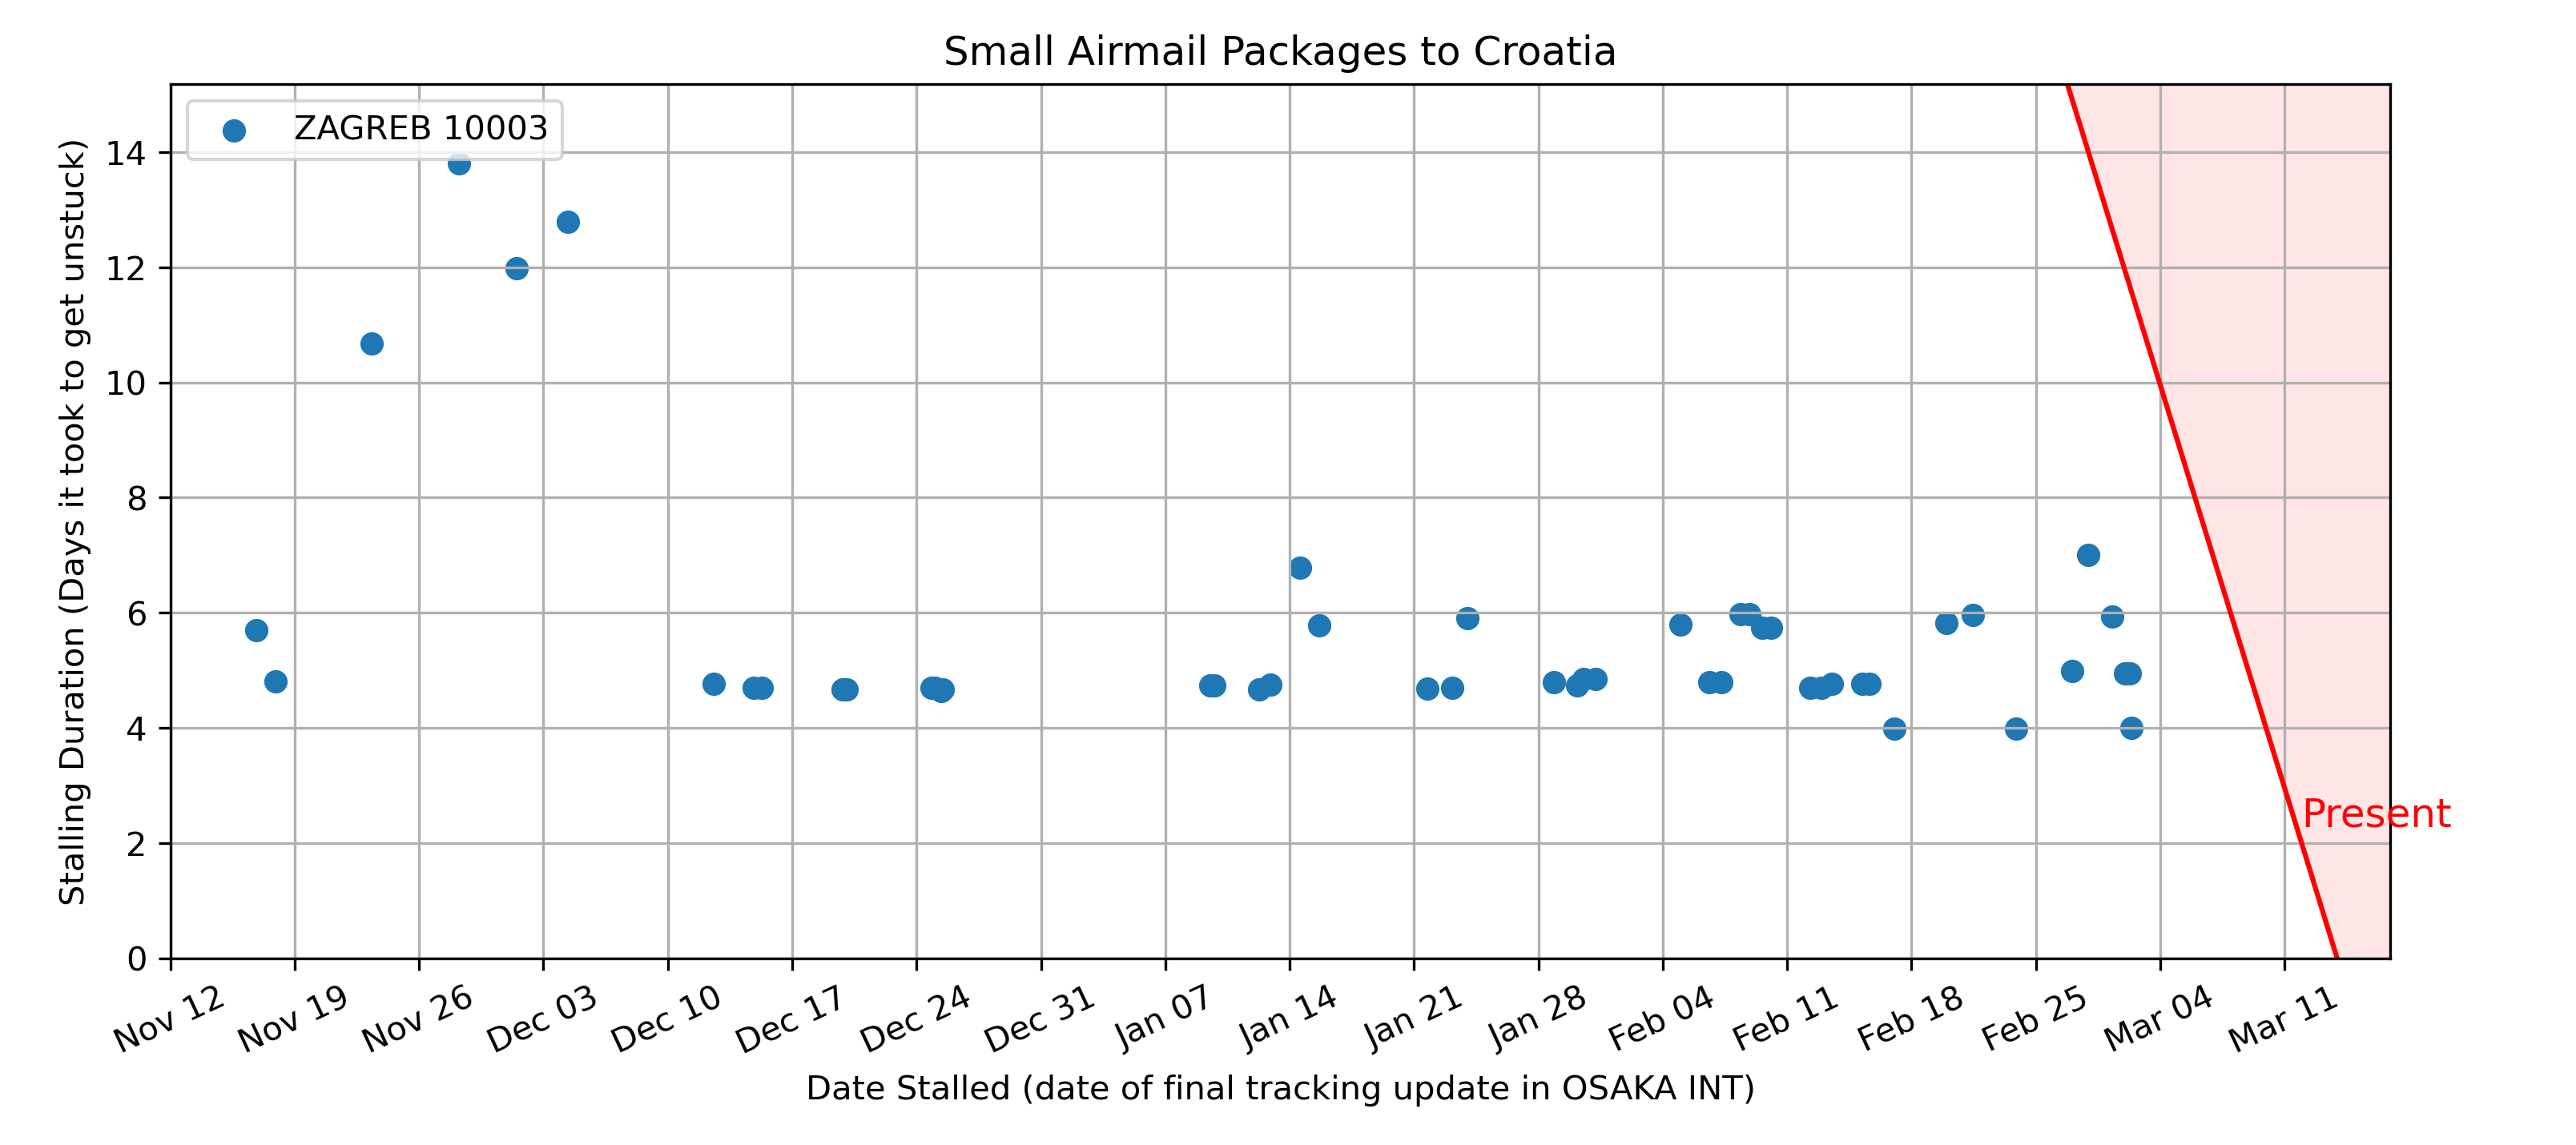 Small Airmail Packages to Croatia
ZAGREB 10003
Stalling Duration (Days it took to get unstuck)
14
12
10
8
6
4
2
0
Present
Nov 12
Nov 19
Nov 26
Dec 03
Dec 10
Dec 17
Dec 24
Dec 31
Jan 07
Jan 14
Jan 21
Jan 28
Feb 04
Feb 11
Feb 18
Feb 25
Mar 04
Mar 11
Date Stalled (date of final tracking update in OSAKA INT)